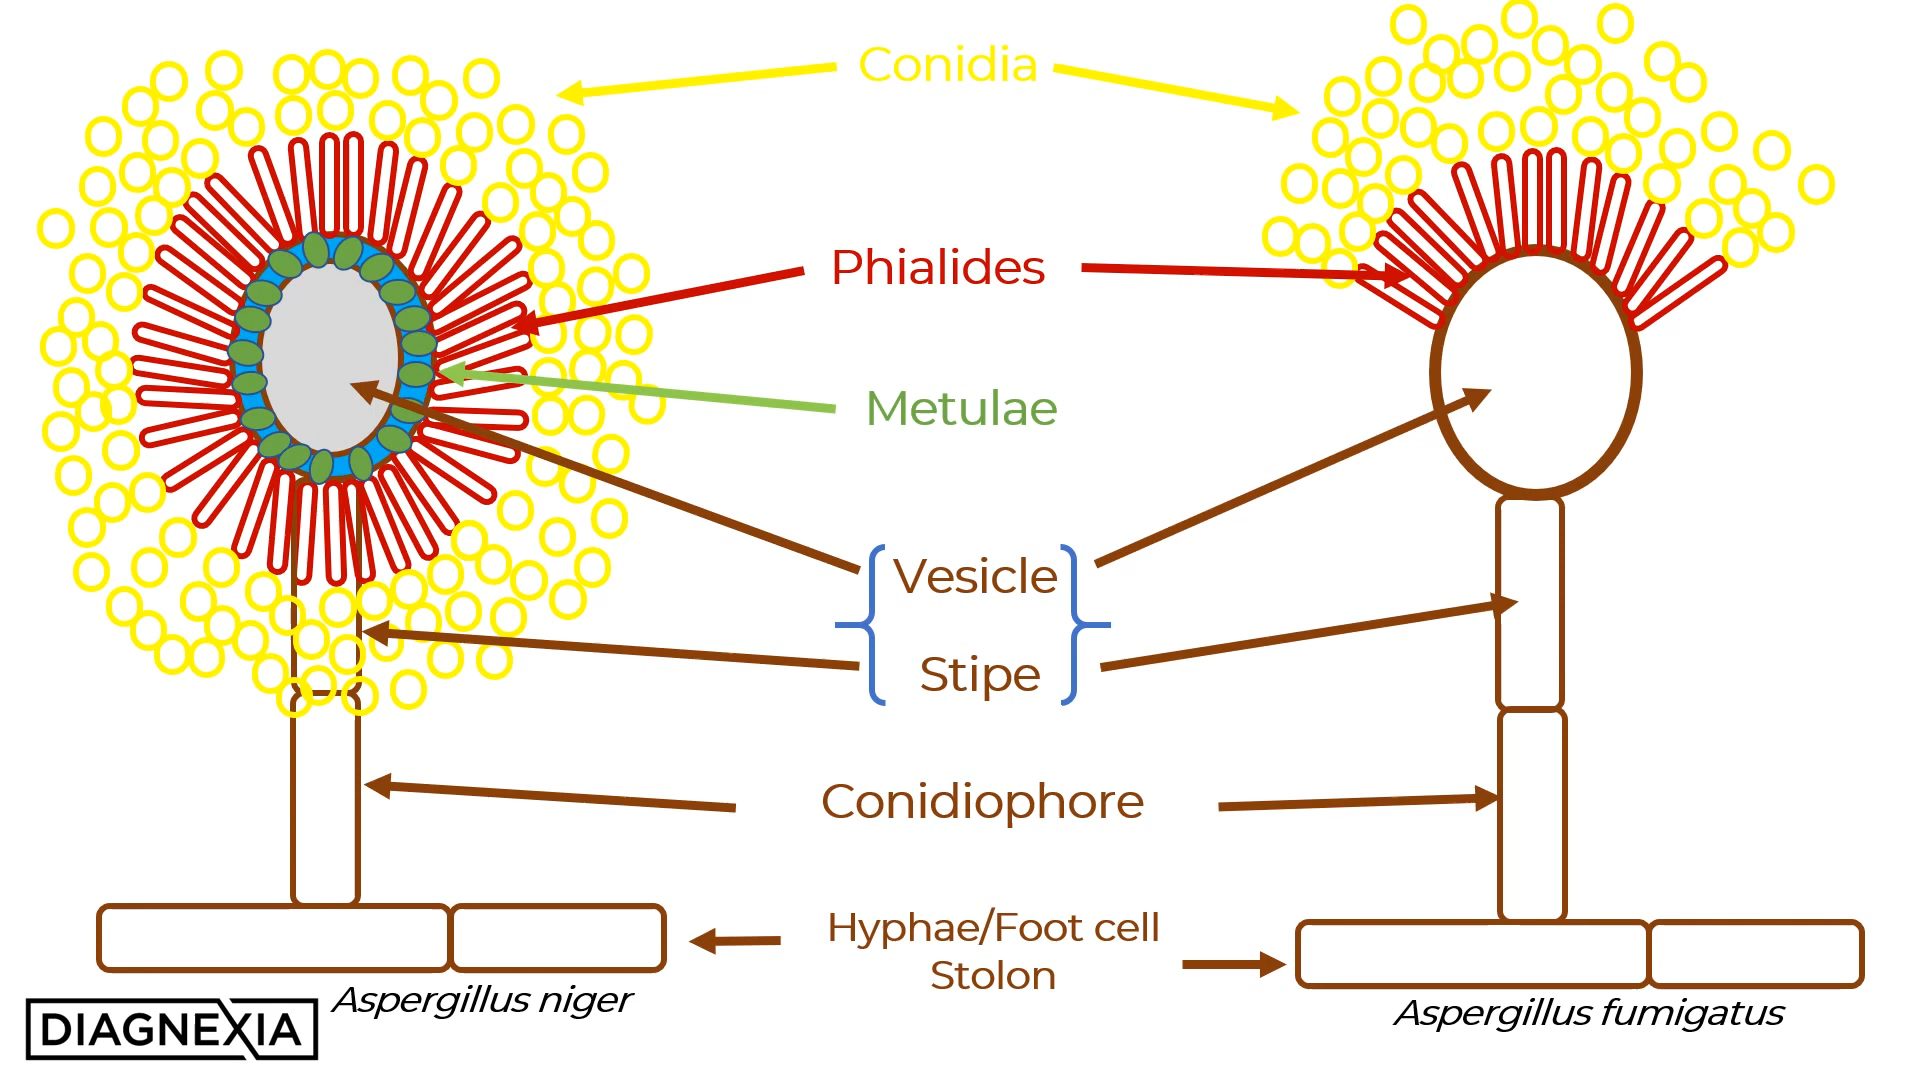 Conidia
Phialides
Metulae
Vesicle
Stipe
Conidiophore
Hyphae/Foot cell
Stolon
Aspergillus niger
Aspergillus fumigatus
DIAGNEXIA